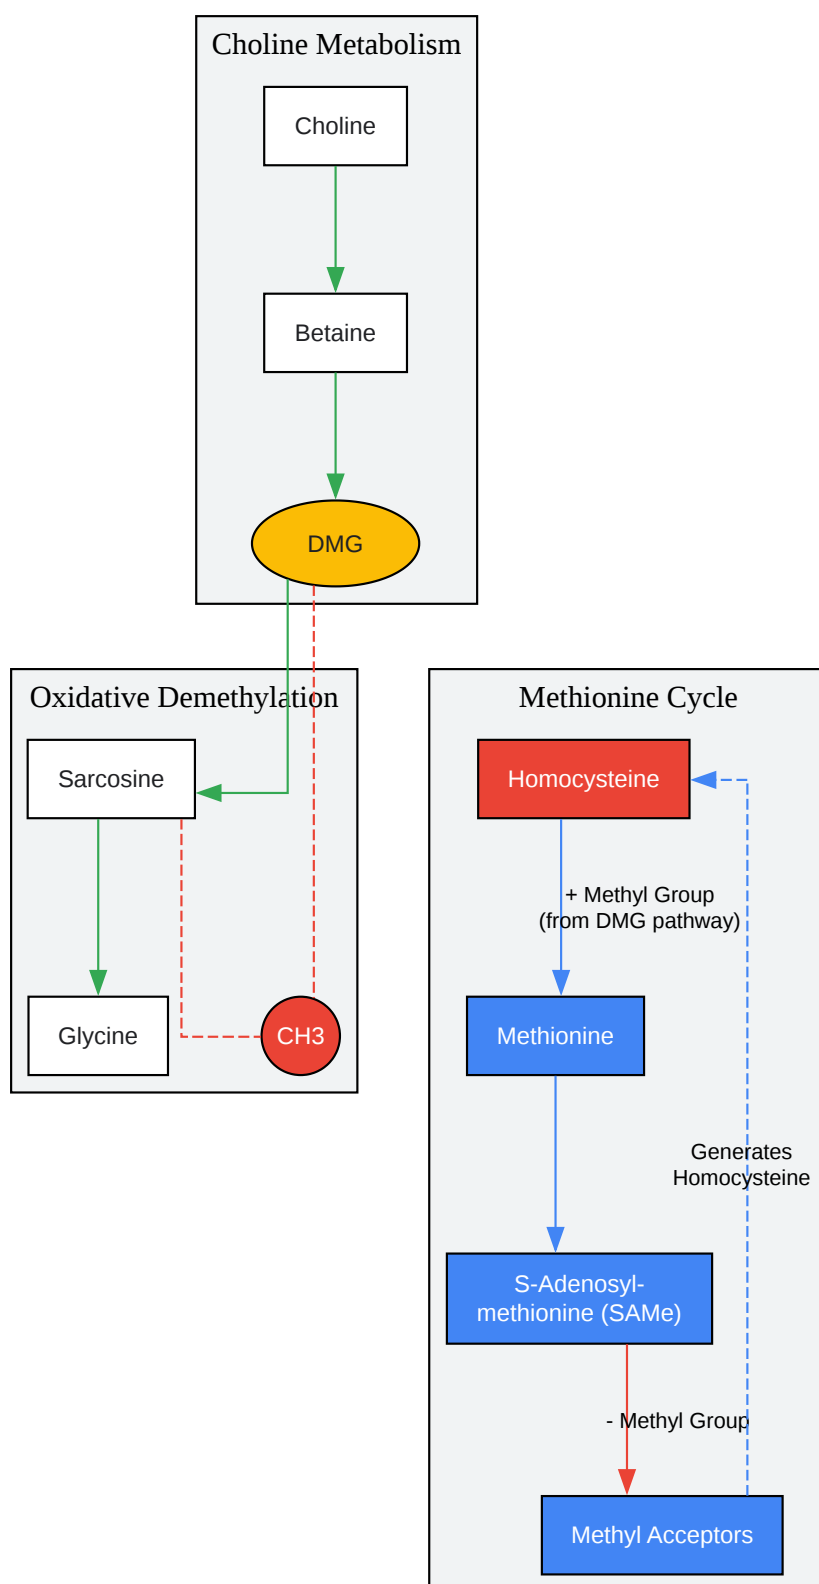 Choline Metabolism
Choline
Betaine
DMG
Oxidative Demethylation
Sarcosine
Glycine
CH3
Methionine Cycle
Homocysteine
+ Methyl Group
(from DMG pathway)
Methionine
Generates
Homocysteine
S-Adenosyl-
methionine (SAMe)
- Methyl Group
Methyl Acceptors